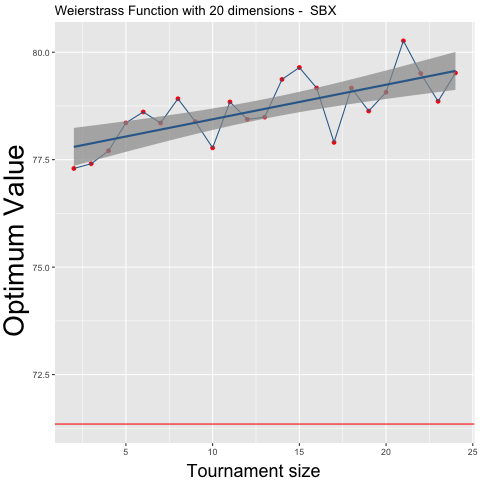 Weierstrass Function with 20 dimensions - SBX
Optimum Value
80.0
77.5
75.0
72.5
5 10 15 20 25
Tournament size